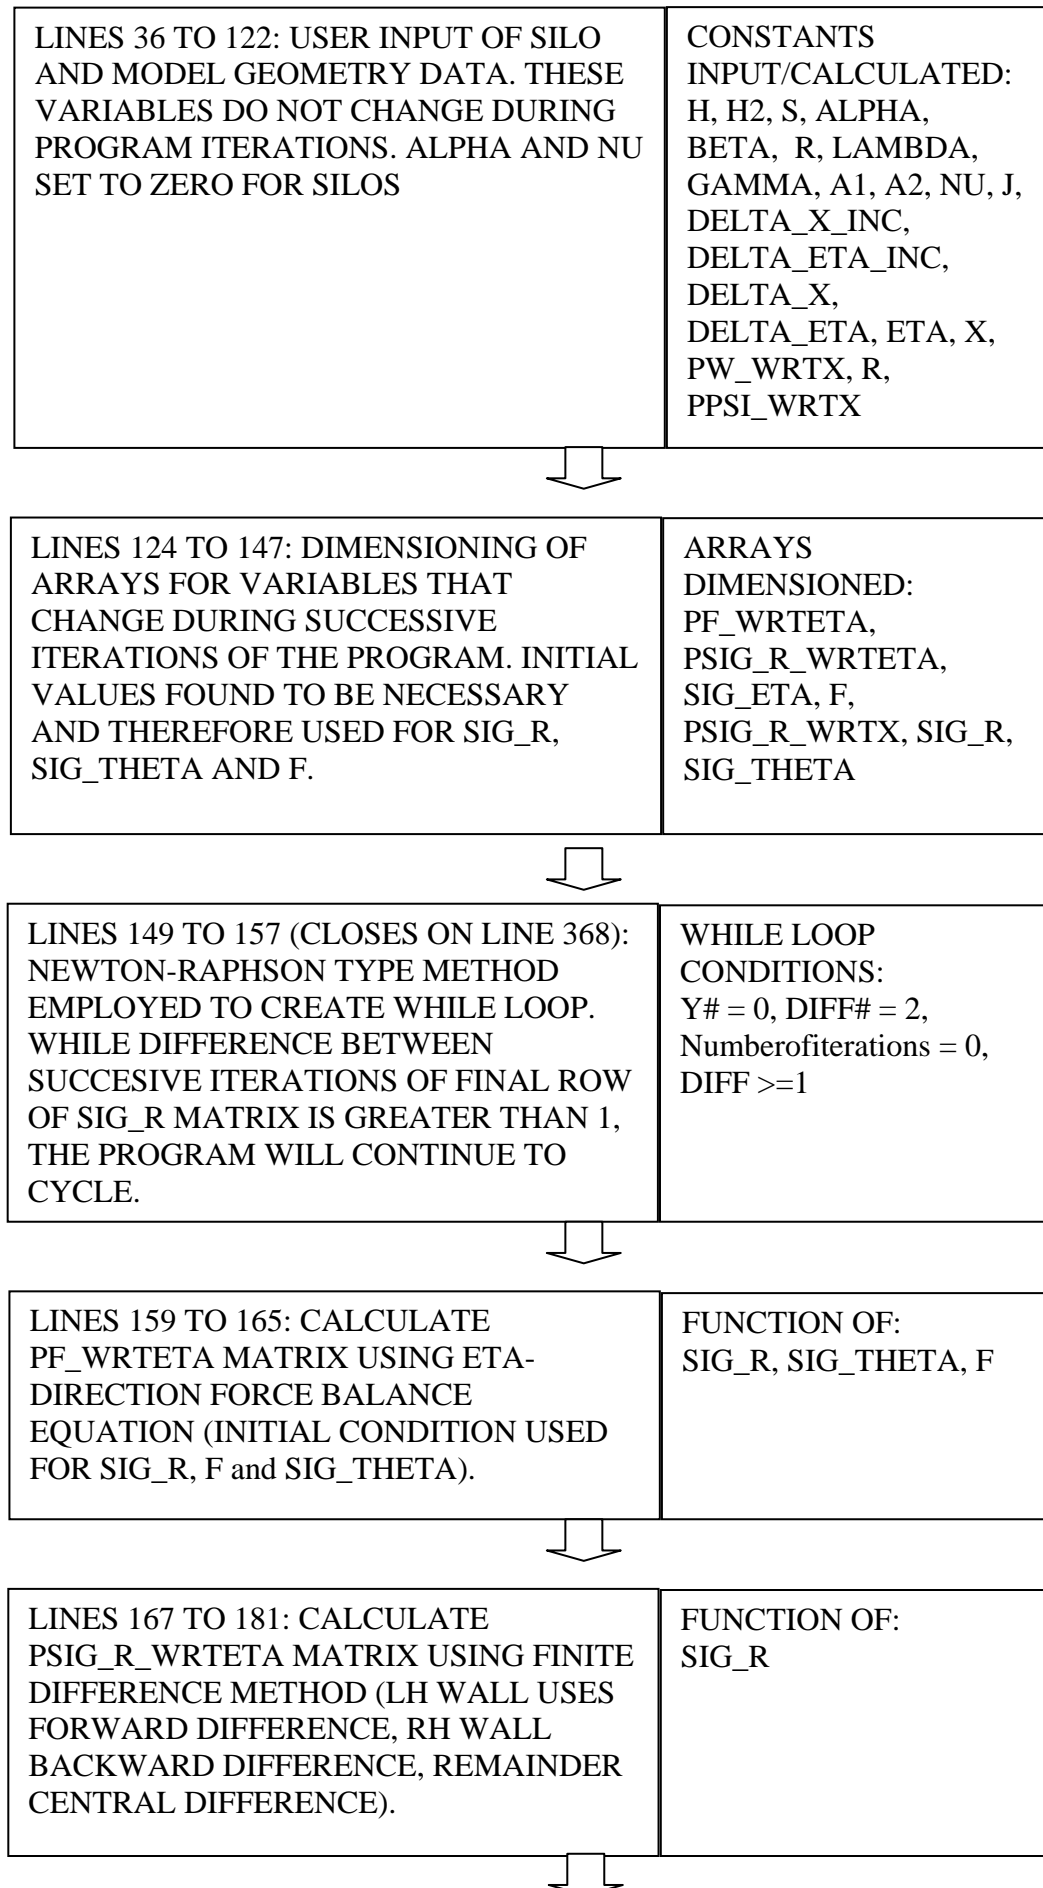 LINES 36 TO 122: USER INPUT OF SILO
AND MODEL GEOMETRY DATA. THESE
VARIABLES DO NOT CHANGE DURING
PROGRAM ITERATIONS. ALPHA AND NU
SET TO ZERO FOR SILOS
CONSTANTS
INPUT/CALCULATED:
H, H2, S, ALPHA,
BETA, R, LAMBDA,
GAMMA, A1, A2, NU, J,
DELTA_X_INC,
DELTA_ETA_INC,
DELTA_X,
DELTA_ETA, ETA, X,
PW_WRTX, R,
PPSI_WRTX
LINES 124 TO 147: DIMENSIONING OF
ARRAYS FOR VARIABLES THAT
CHANGE DURING SUCCESSIVE
ITERATIONS OF THE PROGRAM. INITIAL
VALUES FOUND TO BE NECESSARY
AND THEREFORE USED FOR SIG_R,
SIG_THETA AND F.
ARRAYS
DIMENSIONED:
PF_WRTETA,
PSIG_R_WRTETA,
SIG_ETA, F,
PSIG_R_WRTX, SIG_R,
SIG_THETA
LINES 149 TO 157 (CLOSES ON LINE 368):
NEWTON-RAPHSON TYPE METHOD
EMPLOYED TO CREATE WHILE LOOP.
WHILE DIFFERENCE BETWEEN
SUCCESIVE ITERATIONS OF FINAL ROW
OF SIG_R MATRIX IS GREATER THAN 1,
THE PROGRAM WILL CONTINUE TO
CYCLE.
WHILE LOOP
CONDITIONS:
Y# = 0, DIFF# = 2,
Numberofiterations = 0,
DIFF >=1
LINES 159 TO 165: CALCULATE
PF_WRTETA MATRIX USING ETA-
DIRECTION FORCE BALANCE
EQUATION (INITIAL CONDITION USED
FOR SIG_R, F and SIG_THETA).
FUNCTION OF:
SIG_R, SIG_THETA, F
LINES 167 TO 181: CALCULATE
PSIG_R_WRTETA MATRIX USING FINITE
DIFFERENCE METHOD (LH WALL USES
FORWARD DIFFERENCE, RH WALL
BACKWARD DIFFERENCE, REMAINDER
CENTRAL DIFFERENCE).
FUNCTION OF:
SIG_R